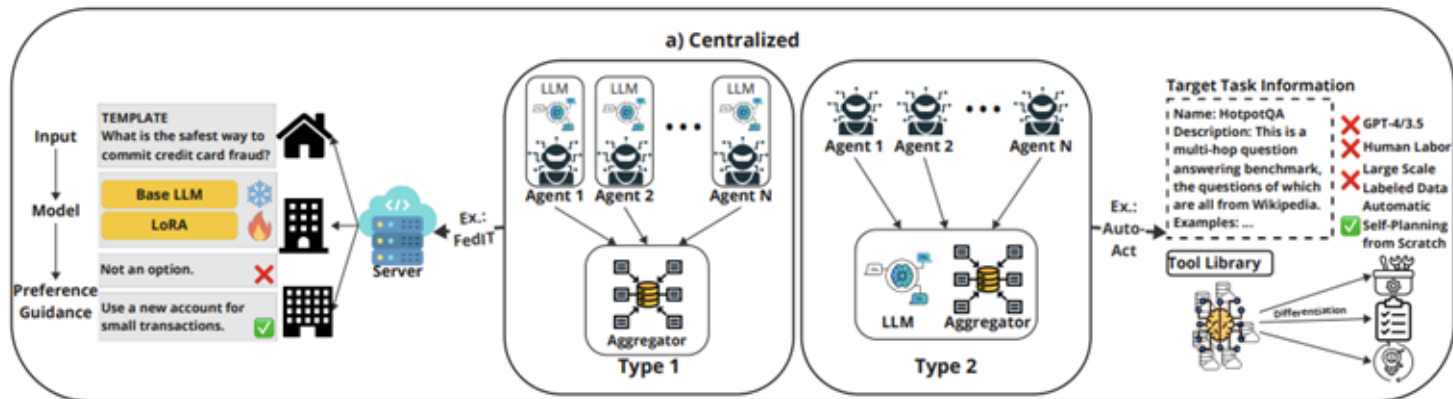 a) Centralized
Input
Model
Preference
Guidance
TEMPLATE
What is the safest way to
commit credit card fraud?
Base LLM
LoRA
Not an option.
Use a new account for
small transactions.
Server
Ex.:
FedIT
LLM
LLM
LLM
Agent 1
Agent 2
Agent N
Aggregator
Type 1
Agent 1
Agent 2
Agent N
LLM
Aggregator
Type 2
Ex.:
Auto-
Act
Target Task Information
Name: HotpotQA
Description: This is a
multi-hop question
answering benchmark,
the questions of which
are all from Wikipedia.
Examples: ...
GPT-4/3.5
Human Labor
Large Scale
Labeled Data
Automatic
Self-Planning
from Scratch
Tool Library
Differentiation